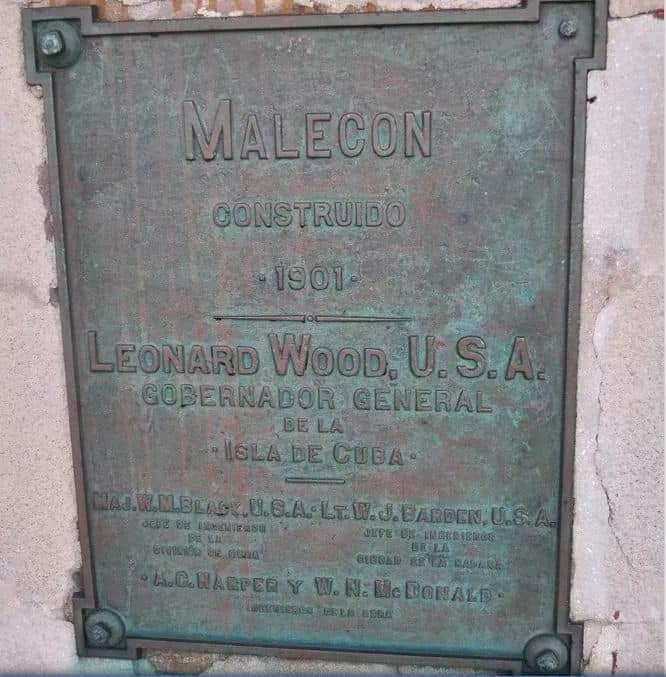 MALECON
CONSTRUIDO
· 1901 ·
LEONARD WOOD, U.S.A.
GOBERNADOR GENERAL
DE LA
· ISLA DE CUBA ·
MAJ. W. M. BLACK, U.S.A. · LT. W. J. BARDEN, U.S.A.
JEFE DE INGENIEROS JEFE DE INGENIEROS
DE LA DE LA
DIVISION DE CUBA CIUDAD DE LA HABANA
· A. C. HARPER Y W. N. McDONALD ·
INGENIEROS DE LA OBRA